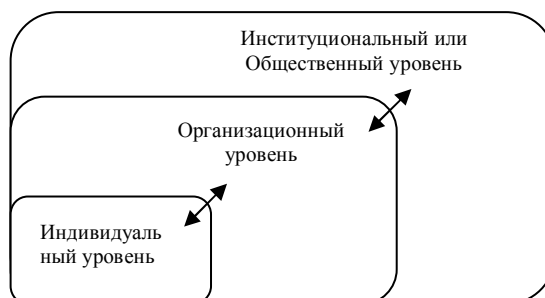 Институциональный или
Общественный уровень
Организационный
уровень
Индивидуаль
ный уровень